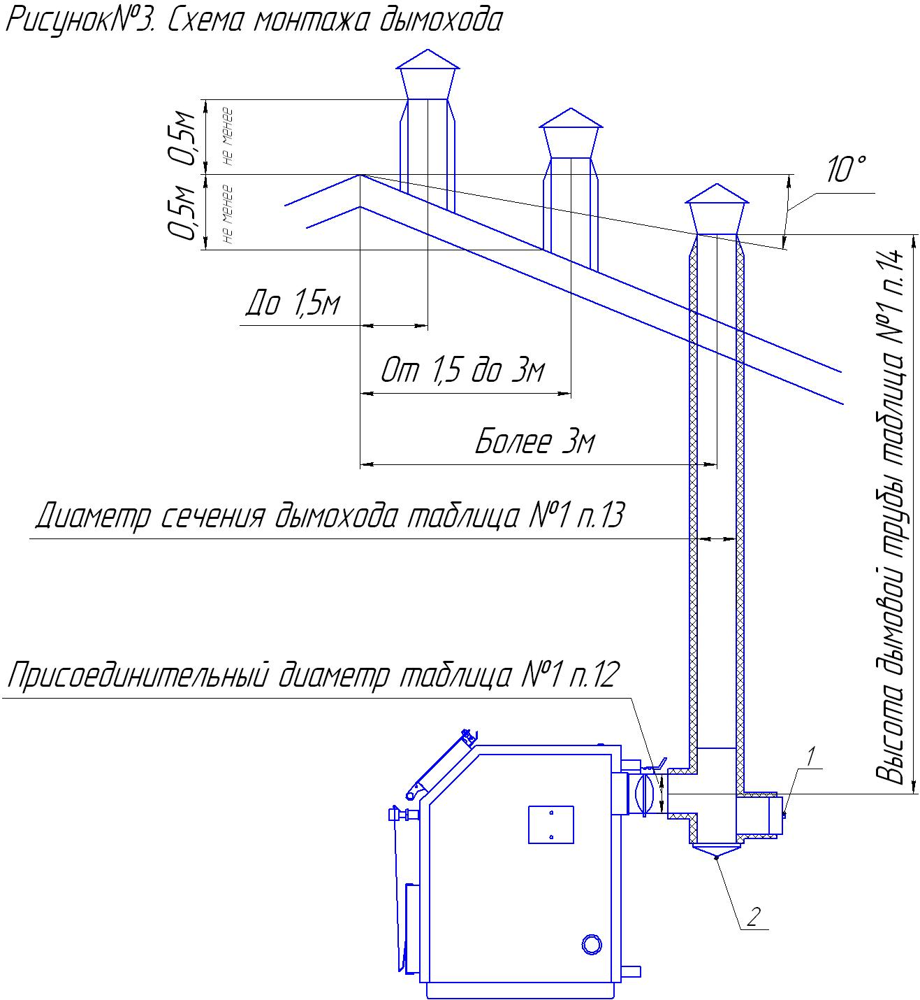 Рисунок№3. Схема монтажа дымохода
0,5м
не менее
0,5м
не менее
10°
До 1,5м
От 1,5 до 3м
Более 3м
Диаметр сечения дымохода таблица №1 п.13
Высота дымовой трубы таблица №1 п.14
Присоединительный диаметр таблица №1 п.12
1
2